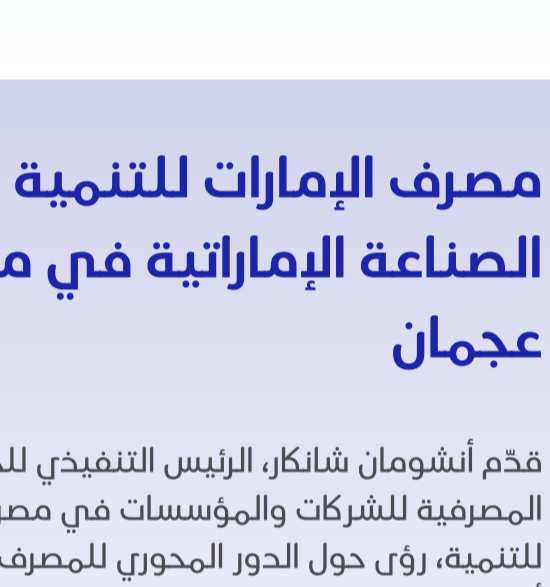 مصرف الإمارات للتنمية
الصناعة الإماراتية في
عجمان
قدّم أنشومان شانكار، الرئيس التنفيذي
المصرفية للشركات والمؤسسات في
للتنمية، رؤى حول الدور المحوري للمصرف